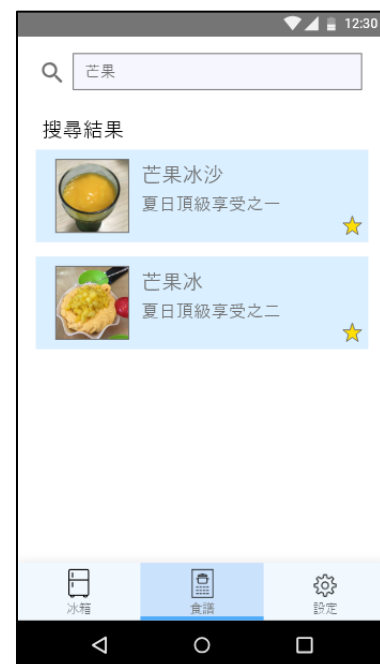 12:30
芒果
搜尋結果
芒果冰沙
夏日頂級享受之一
芒果冰
夏日頂級享受之二
冰箱
食譜
設定